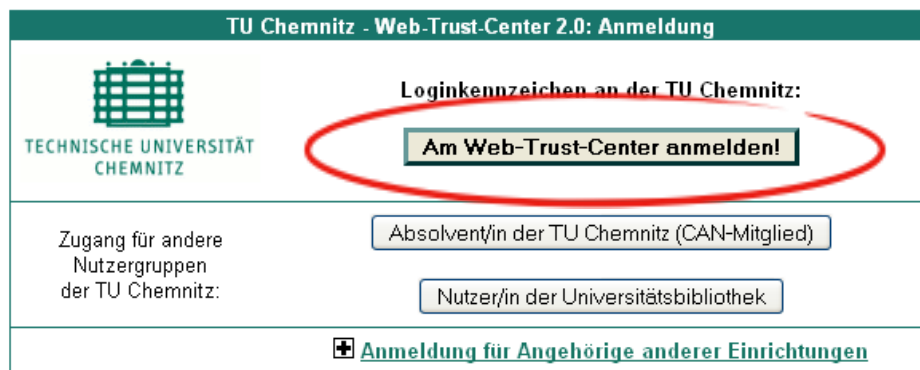 TU Chemnitz - Web-Trust-Center 2.0: Anmeldung
TECHNISCHE UNIVERSITÄT
CHEMNITZ
Loginkennzeichen an der TU Chemnitz:
Am Web-Trust-Center anmelden!
Zugang für andere
Nutzergruppen
der TU Chemnitz:
Absolvent/in der TU Chemnitz (CAN-Mitglied)
Nutzer/in der Universitätsbibliothek
Anmeldung für Angehörige anderer Einrichtungen